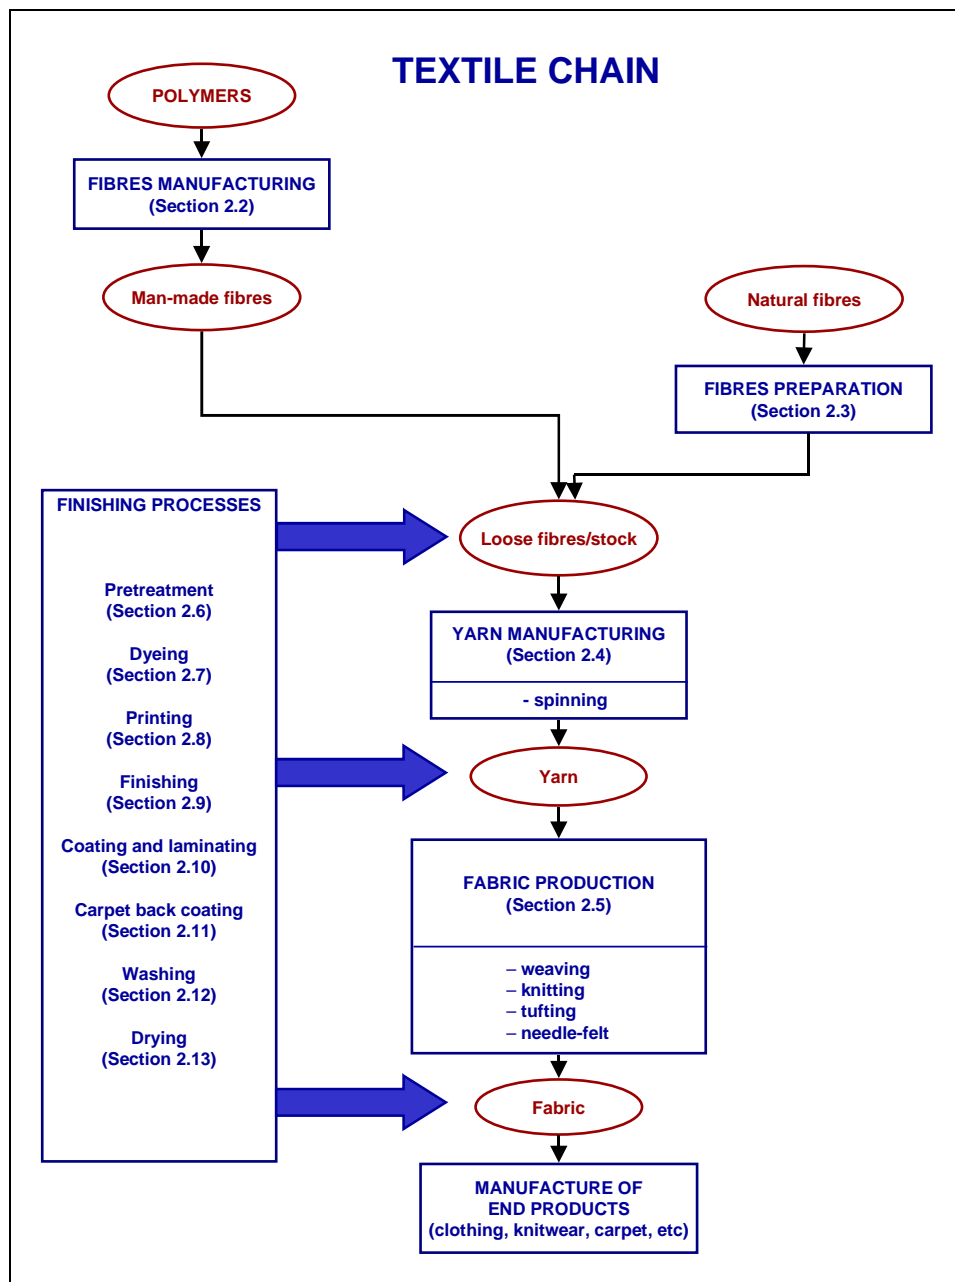 TEXTILE CHAIN
POLYMERS
FIBRES MANUFACTURING
(Section 2.2)
Man-made fibres
Natural fibres
FIBRES PREPARATION
(Section 2.3)
FINISHING PROCESSES
Pretreatment
(Section 2.6)
Dyeing
(Section 2.7)
Printing
(Section 2.8)
Finishing
(Section 2.9)
Coating and laminating
(Section 2.10)
Carpet back coating
(Section 2.11)
Washing
(Section 2.12)
Drying
(Section 2.13)
Loose fibres/stock
YARN MANUFACTURING
(Section 2.4)
- spinning
Yarn
FABRIC PRODUCTION
(Section 2.5)
– weaving
– knitting
– tufting
– needle-felt
Fabric
MANUFACTURE OF
END PRODUCTS
(clothing, knitwear, carpet, etc)